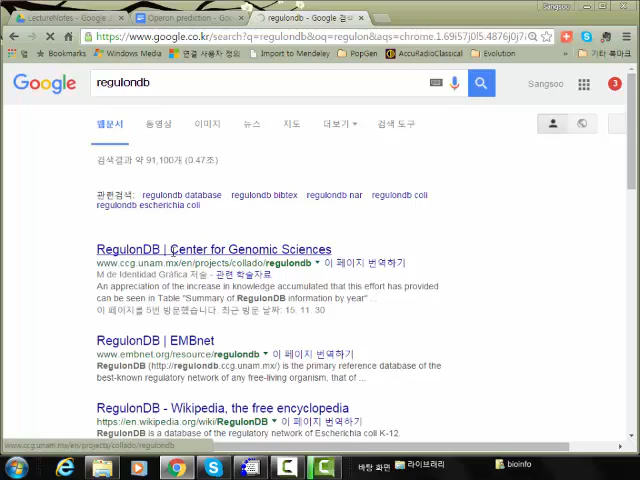 Sangsoo
LectureNotes - Google
Operon prediction - Goo
regulondb - Google 검색
https://www.google.co.kr/search?q=regulondb&oq=regulon&aqs=chrome.1.69i57j0l5.4876j0j7
Bookmarks
Windows Media
연결 사용자 정의
Import to Mendeley
PopGen
AccuRadioClassical
Evolution
»
기타 북마크
Google
regulondb
Sangsoo
3
웹문서 동영상 이미지 뉴스 지도 더보기 검색 도구
검색결과 약 91,100개 (0.47초)
관련검색: regulondb database regulondb bibtex regulondb nar regulondb coli
regulondb escherichia coli
RegulonDB | Center for Genomic Sciences
www.ccg.unam.mx/en/projects/collado/regulondb 이 페이지 번역하기
M de Identidad Gráfica 저술 - 관련 학술자료
An appreciation of the increase in knowledge accumulated that this effort has provided
can be seen in Table "Summary of RegulonDB information by year" ...
이 페이지를 5번 방문했습니다. 최근 방문 날짜: 15. 11. 30
RegulonDB | EMBnet
www.embnet.org/resource/regulondb 이 페이지 번역하기
RegulonDB (http://regulondb.ccg.unam.mx/) is the primary reference database of the
best-known regulatory network of any free-living organism, that of ...
RegulonDB - Wikipedia, the free encyclopedia
https://en.wikipedia.org/wiki/RegulonDB 이 페이지 번역하기
RegulonDB is a database of the regulatory network of Escherichia coli K-12.
www.ccg.unam.mx/en/projects/collado/regulondb
바탕 화면
라이브러리
bioinfo